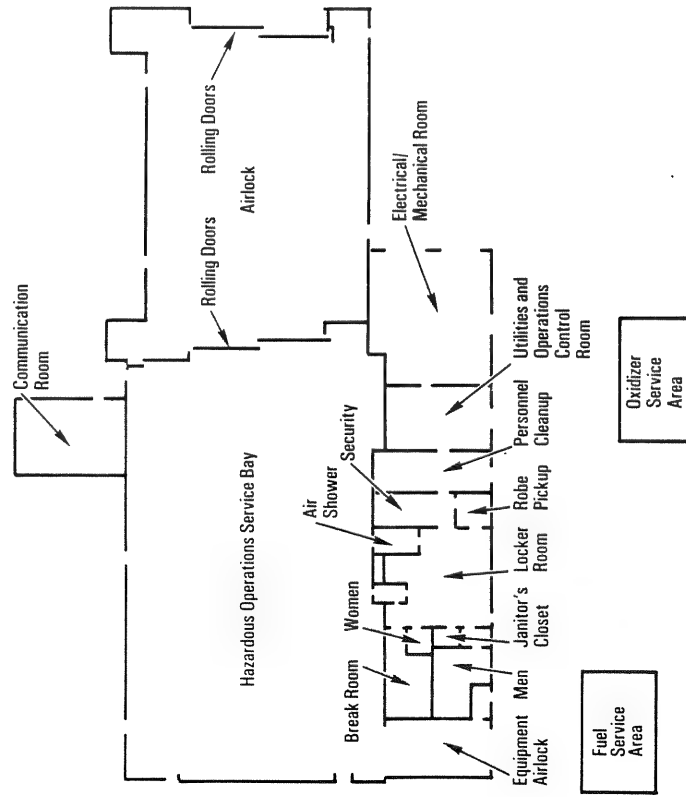 Communication
Room
Rolling Doors
Rolling Doors
Airlock
Hazardous Operations Service Bay
Electrical/
Mechanical Room
Utilities and
Operations
Control
Room
Personnel
Cleanup
Security
Air
Shower
Robe
Pickup
Locker
Room
Women
Janitor's
Closet
Break Room
Men
Equipment
Airlock
Oxidizer
Service
Area
Fuel
Service
Area